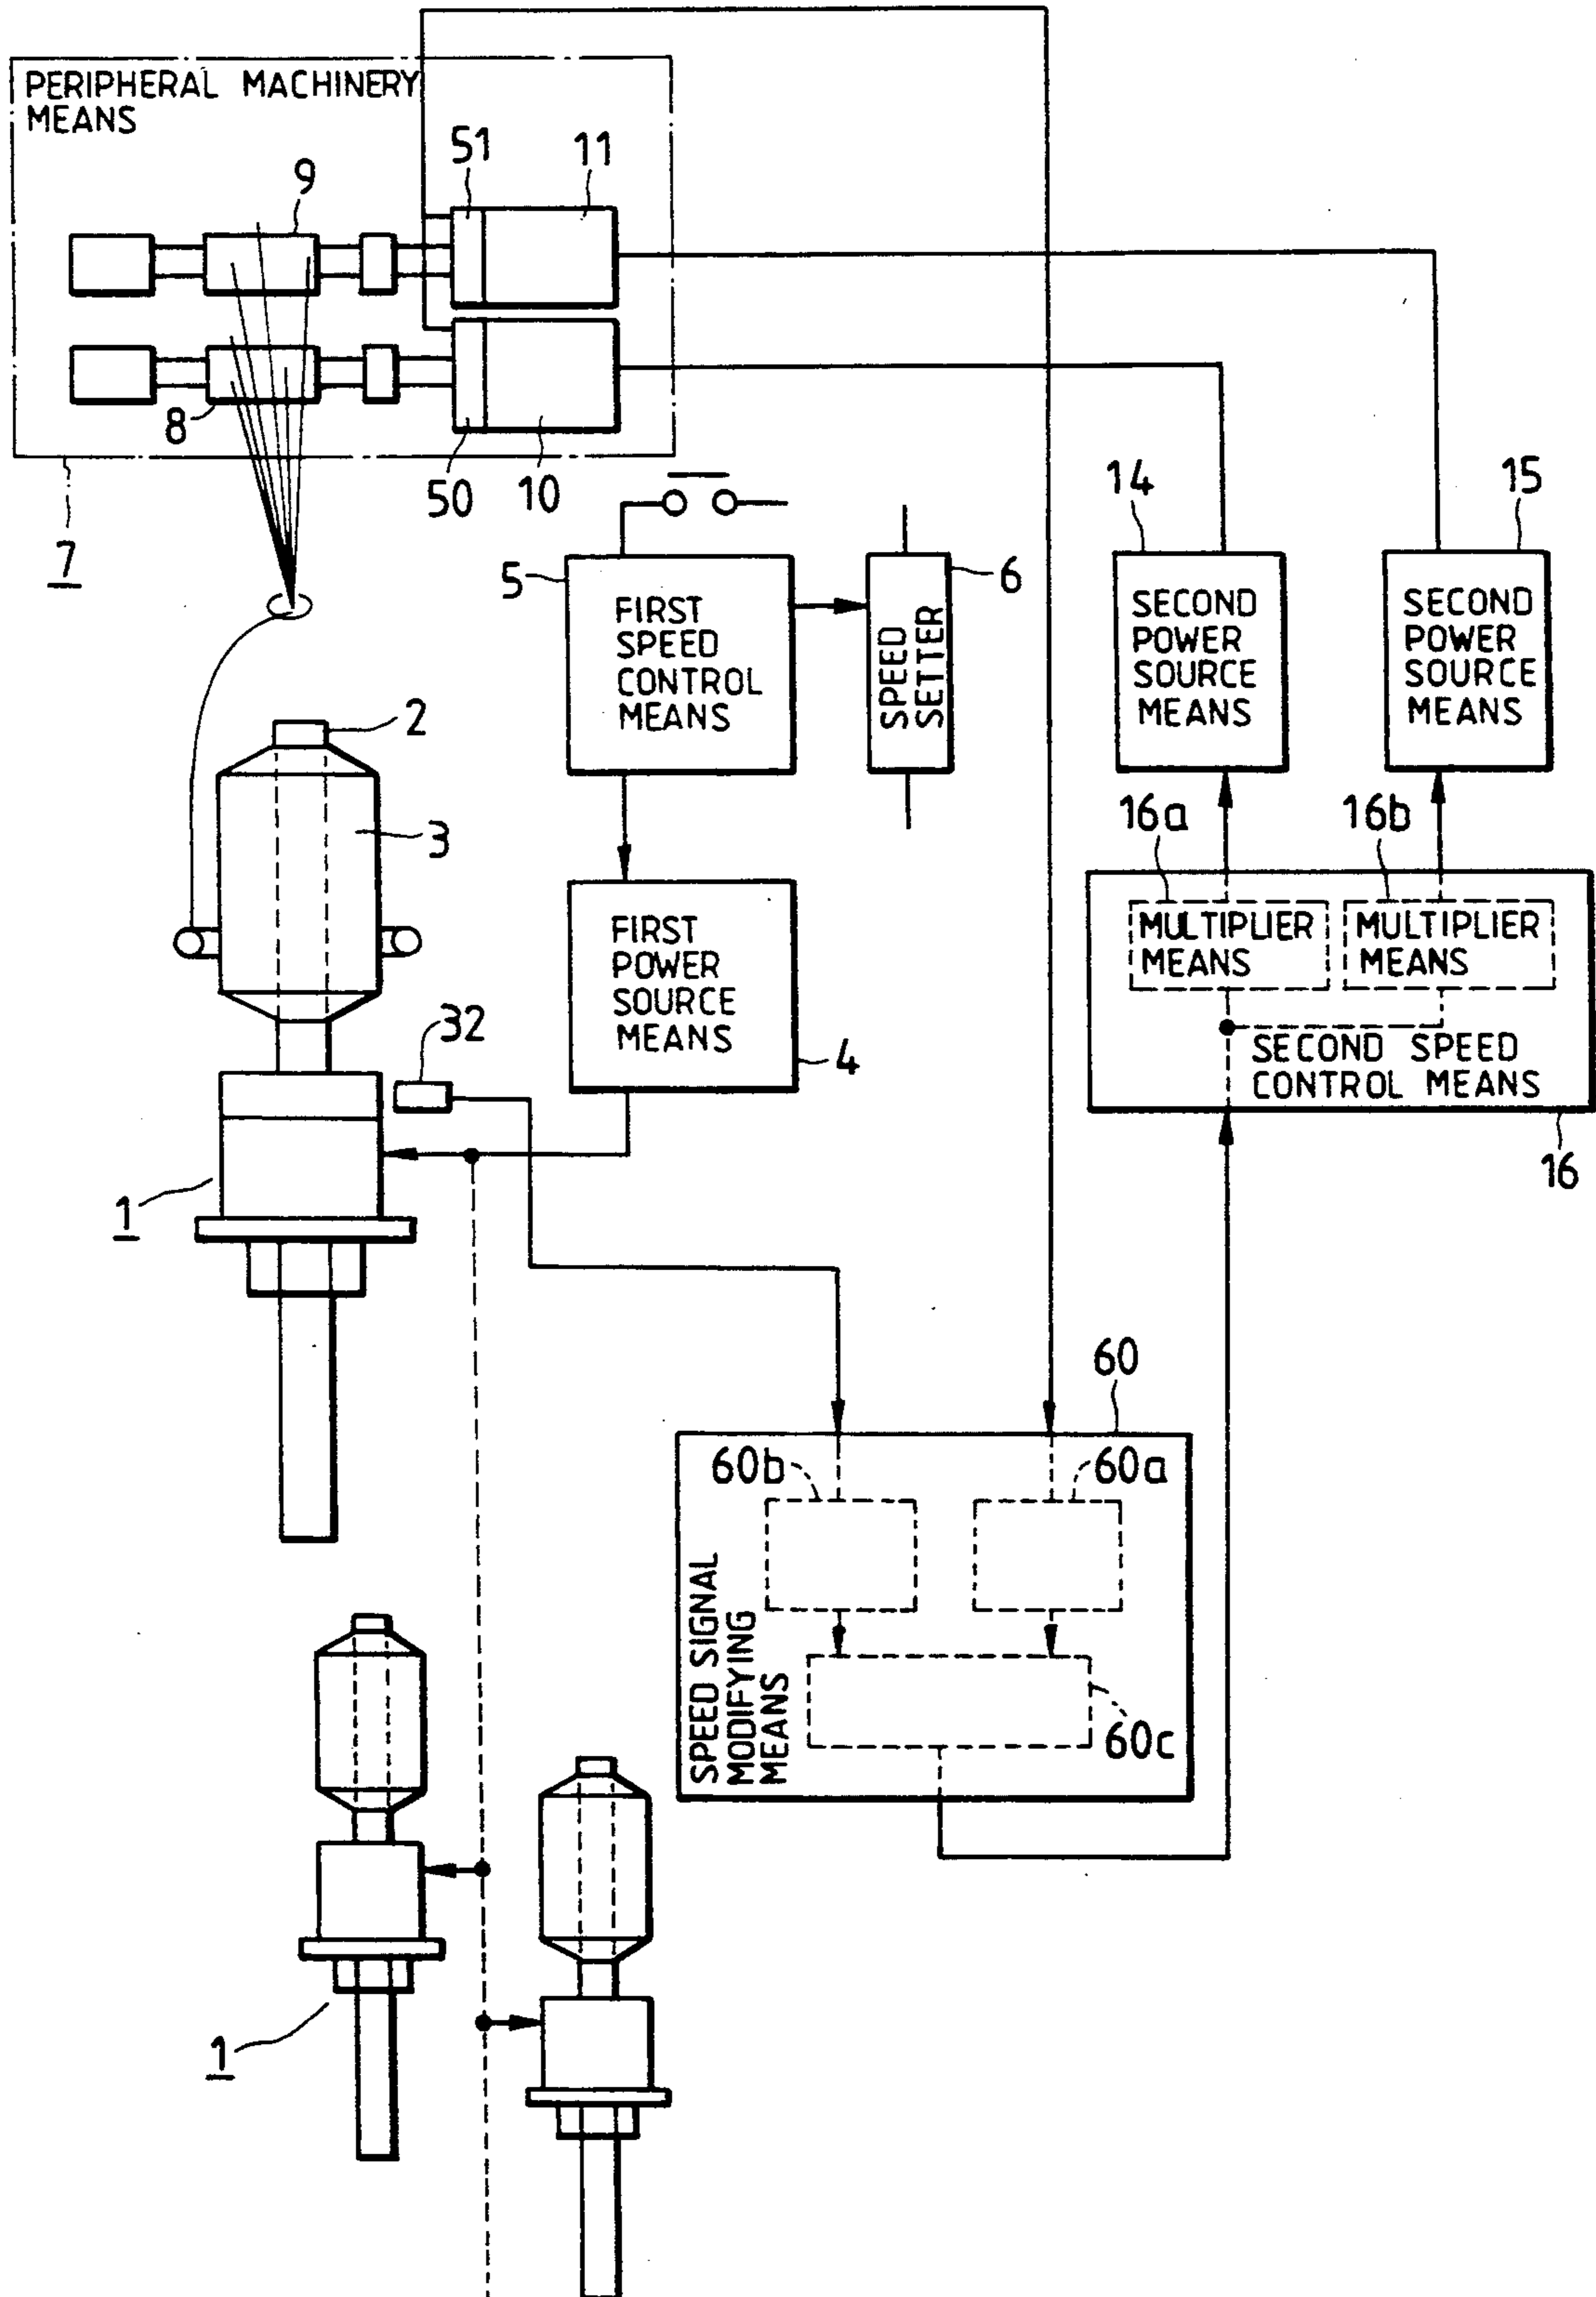 PERIPHERAL MACHINERY
MEANS
51
11
9
8
50
10
7
14
15
5
6
FIRST
SPEED
CONTROL
MEANS
SPEED
SETTER
SECOND
POWER
SOURCE
MEANS
SECOND
POWER
SOURCE
MEANS
2
3
16a
16b
FIRST
POWER
SOURCE
MEANS
MULTIPLIER
MEANS
MULTIPLIER
MEANS
32
4
SECOND SPEED
CONTROL MEANS
16
1
60
60b
60a
SPEED SIGNAL
MODIFYING
MEANS
60c
1